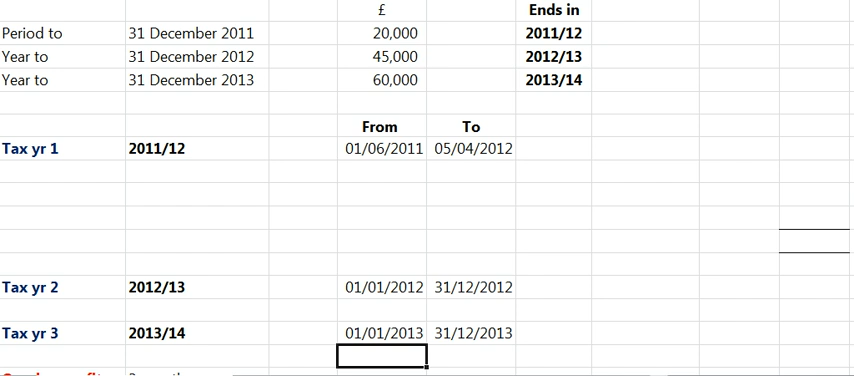 £ Ends in
Period to 31 December 2011 20,000 2011/12
Year to 31 December 2012 45,000 2012/13
Year to 31 December 2013 60,000 2013/14
From To
Tax yr 1 2011/12 01/06/2011 05/04/2012
Tax yr 2 2012/13 01/01/2012 31/12/2012
Tax yr 3 2013/14 01/01/2013 31/12/2013